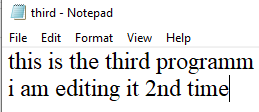 third - Notepad
File Edit Format View Help
this is the third programm
i am editing it 2nd time